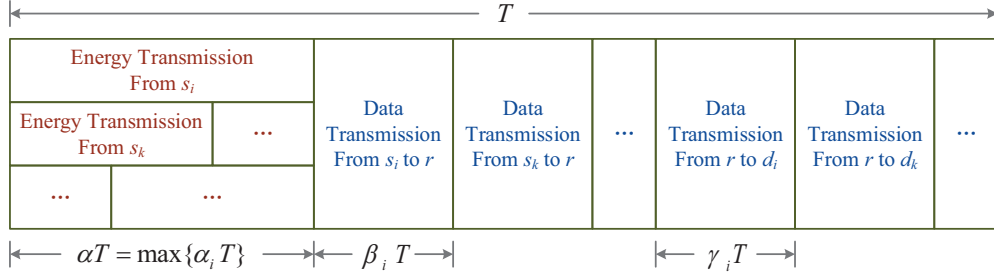 T
Energy Transmission
From s_i
Energy Transmission
From s_k
...
...
...
Data
Transmission
From s_i to r
Data
Transmission
From s_k to r
...
Data
Transmission
From r to d_i
Data
Transmission
From r to d_k
...
αT = max{α_i T}
β_i T
γ_i T